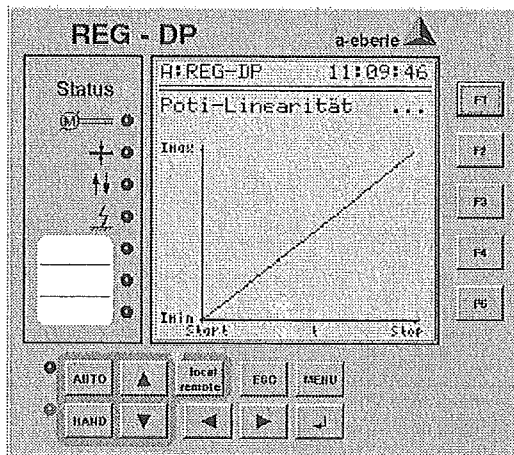 REG - DP
a-eberle
Status
A:REG-DP 11:09:46
Poti-Linearität ...
Imax
Imin
Start t Stop
M
F1
F2
F3
F4
F5
AUTO
local
remote
ESC
MENU
HAND